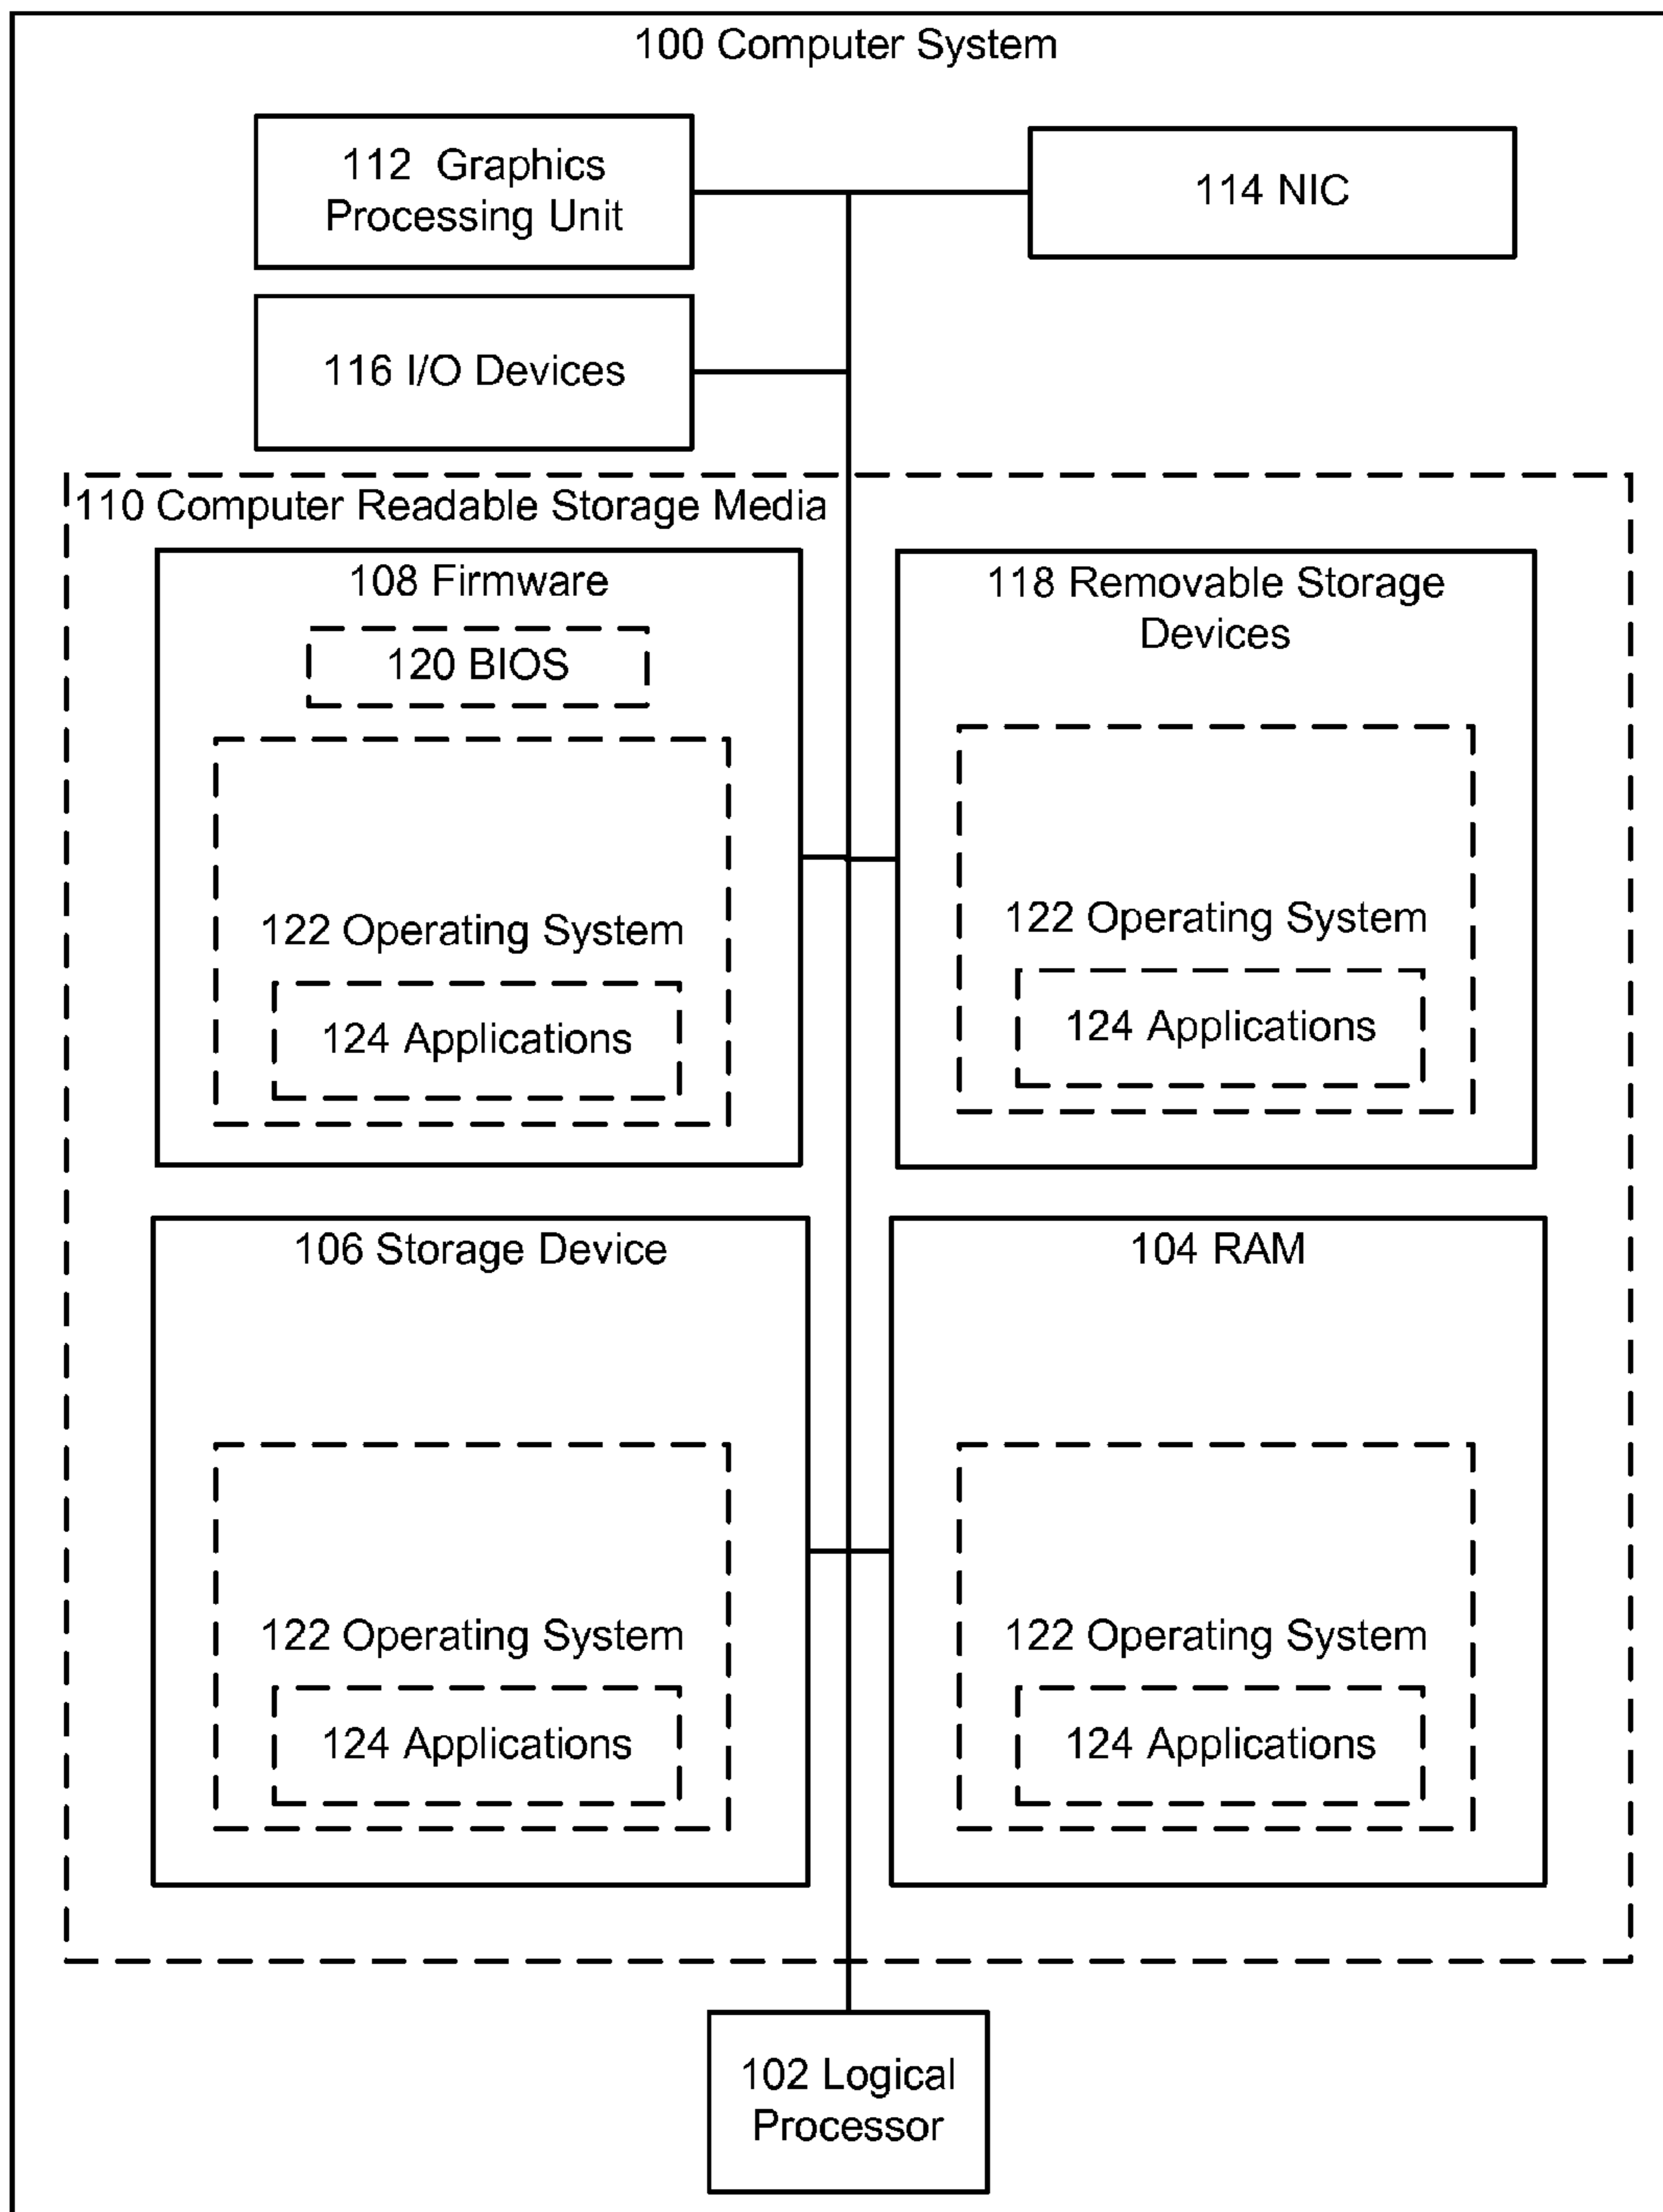 100 Computer System
112 Graphics
Processing Unit
114 NIC
116 I/O Devices
110 Computer Readable Storage Media
108 Firmware
120 BIOS
122 Operating System
124 Applications
118 Removable Storage
Devices
122 Operating System
124 Applications
106 Storage Device
122 Operating System
124 Applications
104 RAM
122 Operating System
124 Applications
102 Logical
Processor